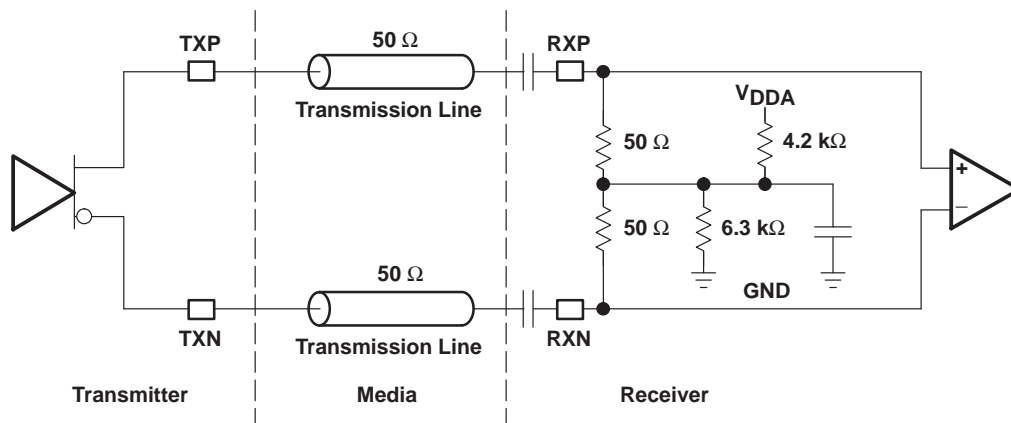 TXP
50 Ω
RXP
Transmission Line
VDDA
50 Ω
4.2 kΩ
+
−
50 Ω
6.3 kΩ
50 Ω
GND
TXN
Transmission Line
RXN
Transmitter
Media
Receiver